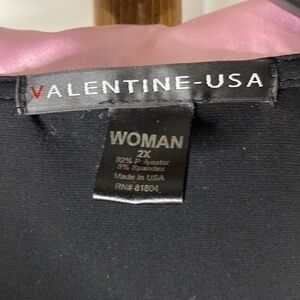 VALENTINE-USA
WOMAN
2X
92% Polyester
8% Spandex
Made In USA
RN# 81804